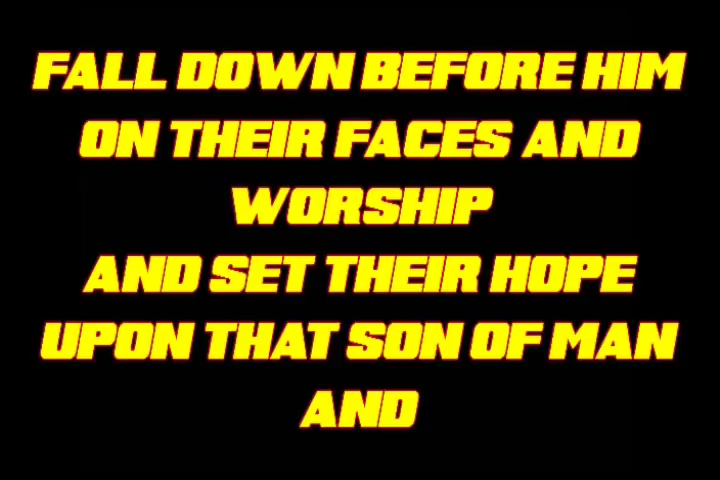 FALL DOWN BEFORE HIM
ON THEIR FACES AND
WORSHIP
AND SET THEIR HOPE
UPON THAT SON OF MAN
AND